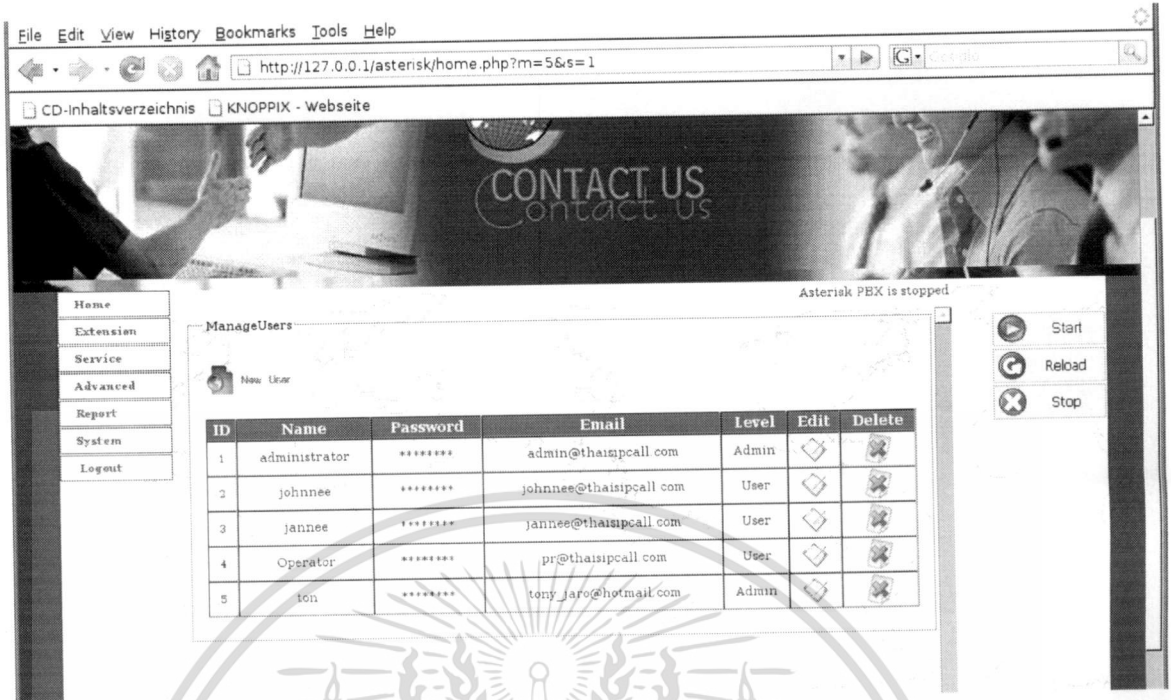 File Edit View History Bookmarks Tools Help
http://127.0.0.1/asterisk/home.php?m=5&s=1
G
Google
CD-Inhaltsverzeichnis KNOPPIX - Webseite
CONTACT US
Contact Us
Asterisk PBX is stopped
Home
Extension
Service
Advanced
Report
System
Logout
ManageUsers
New User
ID Name Password Email Level Edit Delete
1 administrator ******** admin@thaisipcall.com Admin
2 johnnee ******** johnnee@thaisipcall.com User
3 jannee ******** jannee@thaisipcall.com User
4 Operator ******** pr@thaisipcall.com User
5 ton ******** tony_jaro@hotmail.com Admin
Start
Reload
Stop